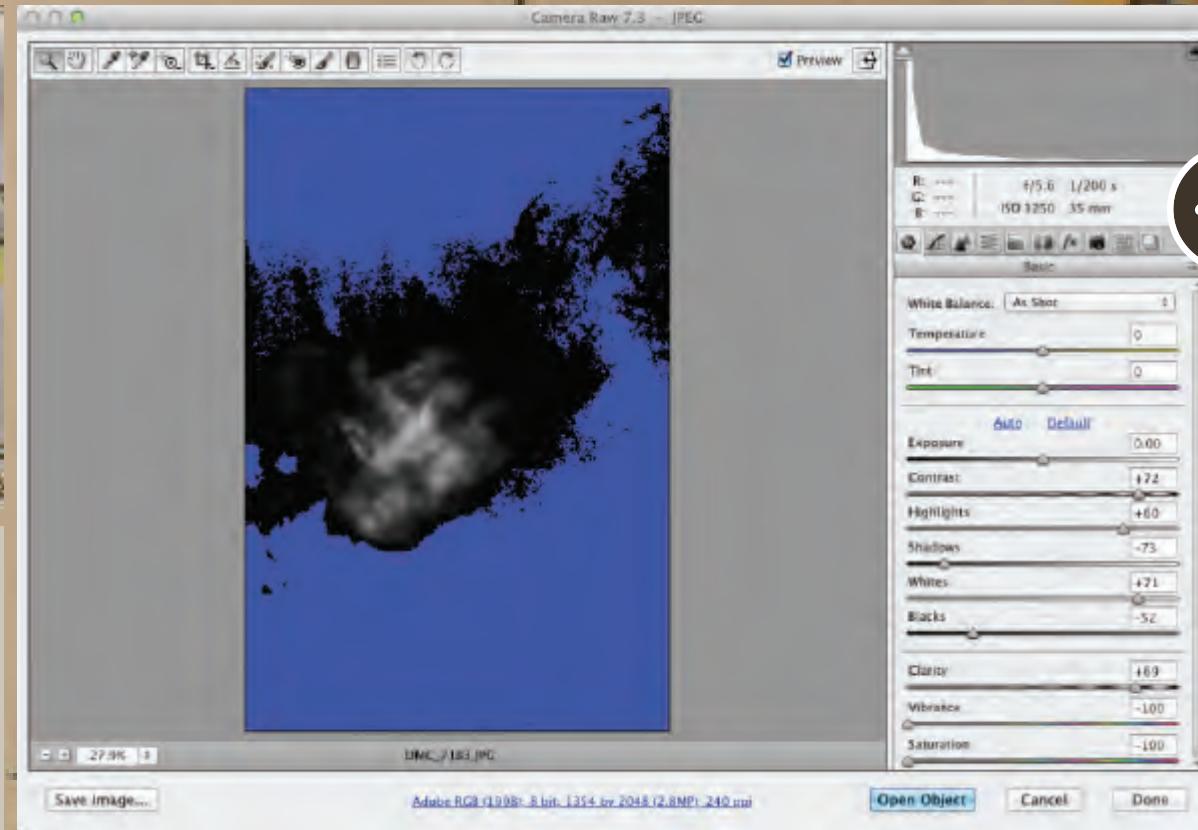 Camera Raw 7.3 - JPEG
Preview
R: ---
G: ---
B: ---
f/5.6 1/200 s
ISO 1250 35 mm
Basic
White Balance: As Shot
Temperature 0
Tint 0
Auto Default
Exposure 0.00
Contrast +72
Highlights +60
Shadows -73
Whites +71
Blacks -52
Clarity +69
Vibrance -100
Saturation -100
27.9%
Save Image...
Adobe RGB (1998); 8 bit; 1354 by 2048 (2.8MP); 240 ppi
Open Object
Cancel
Done